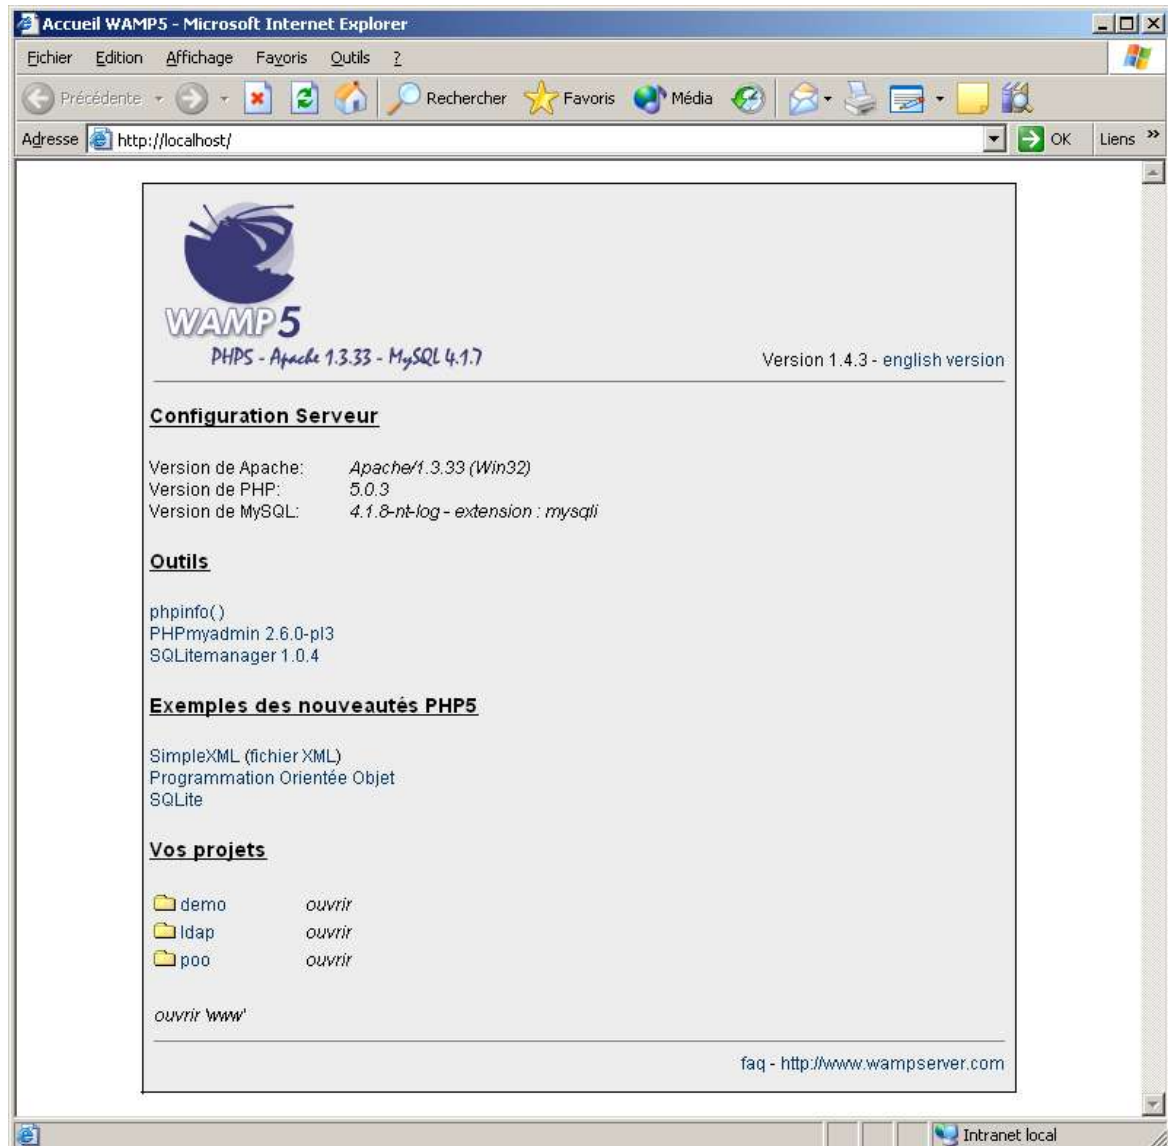 Accueil WAMP5 - Microsoft Internet Explorer
Fichier Edition Affichage Favoris Outils ?
Précédente Rechercher Favoris Média
Adresse http://localhost/ OK Liens »
WAMP5
PHP5 - Apache 1.3.33 - MySQL 4.1.7
Version 1.4.3 - english version
Configuration Serveur
Version de Apache: Apache/1.3.33 (Win32)
Version de PHP: 5.0.3
Version de MySQL: 4.1.8-nt-log - extension : mysqli
Outils
phpinfo()
PHPmyadmin 2.6.0-pl3
SQLitemanager 1.0.4
Exemples des nouveautés PHP5
SimpleXML (fichier XML)
Programmation Orientée Objet
SQLite
Vos projets
demo ouvrir
ldap ouvrir
poo ouvrir
ouvrir 'www'
faq - http://www.wampserver.com
Intranet local